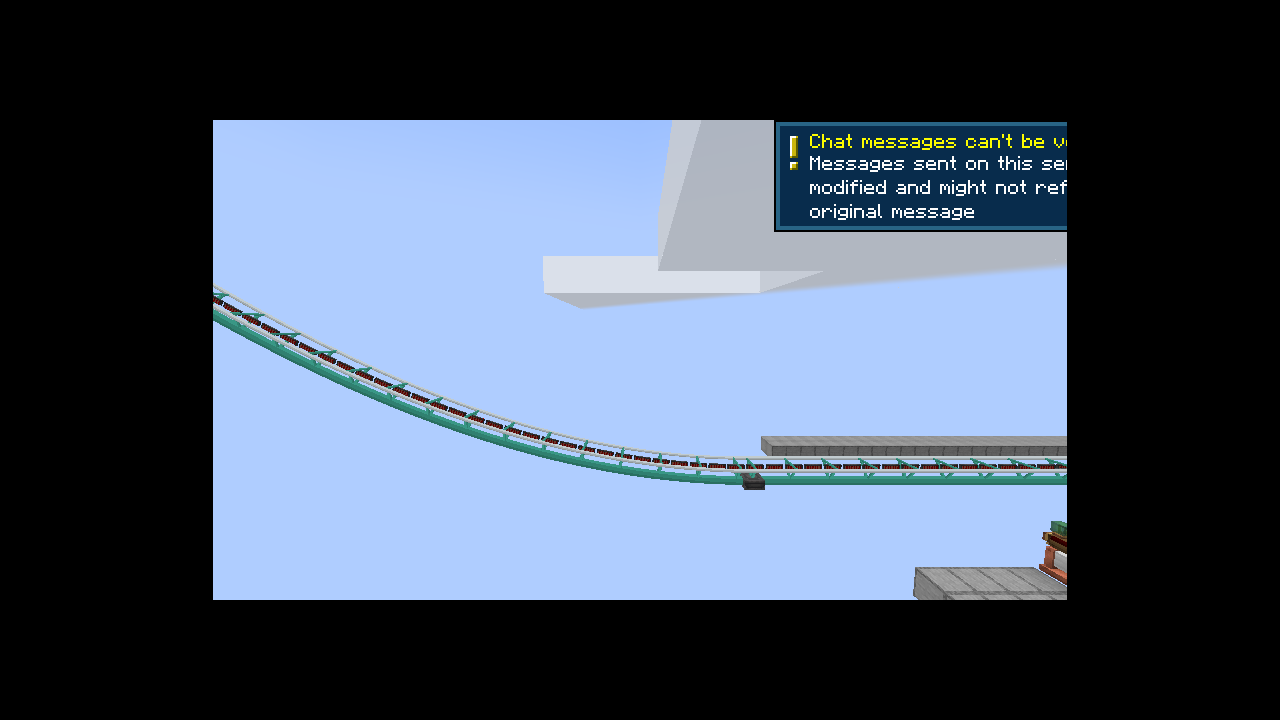 Chat messages can't be
Messages sent on this
modified and might not
original message